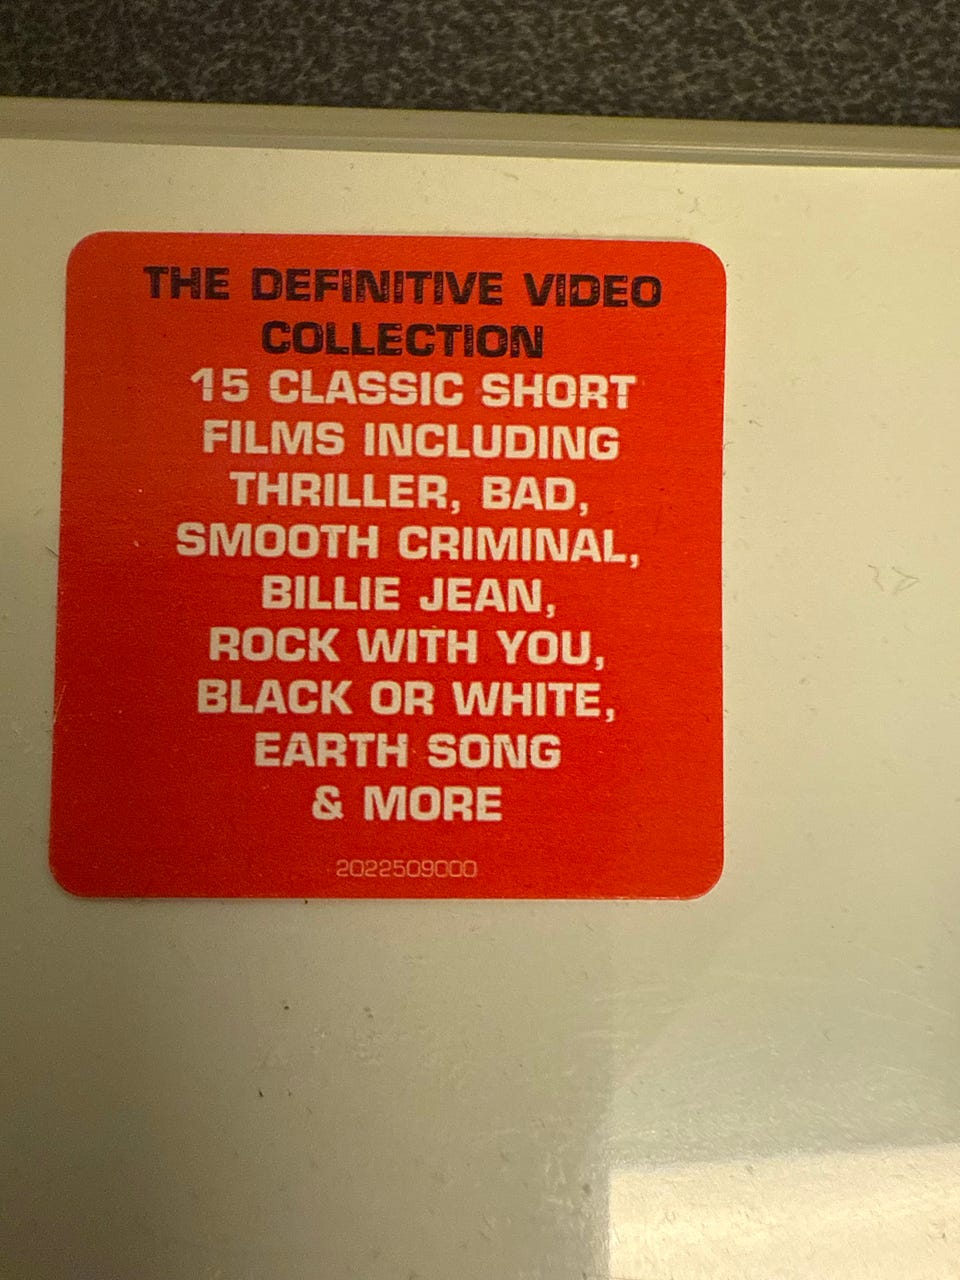 THE DEFINITIVE VIDEO
COLLECTION
15 CLASSIC SHORT
FILMS INCLUDING
THRILLER, BAD,
SMOOTH CRIMINAL,
BILLIE JEAN,
ROCK WITH YOU,
BLACK OR WHITE,
EARTH SONG
& MORE
2022509000